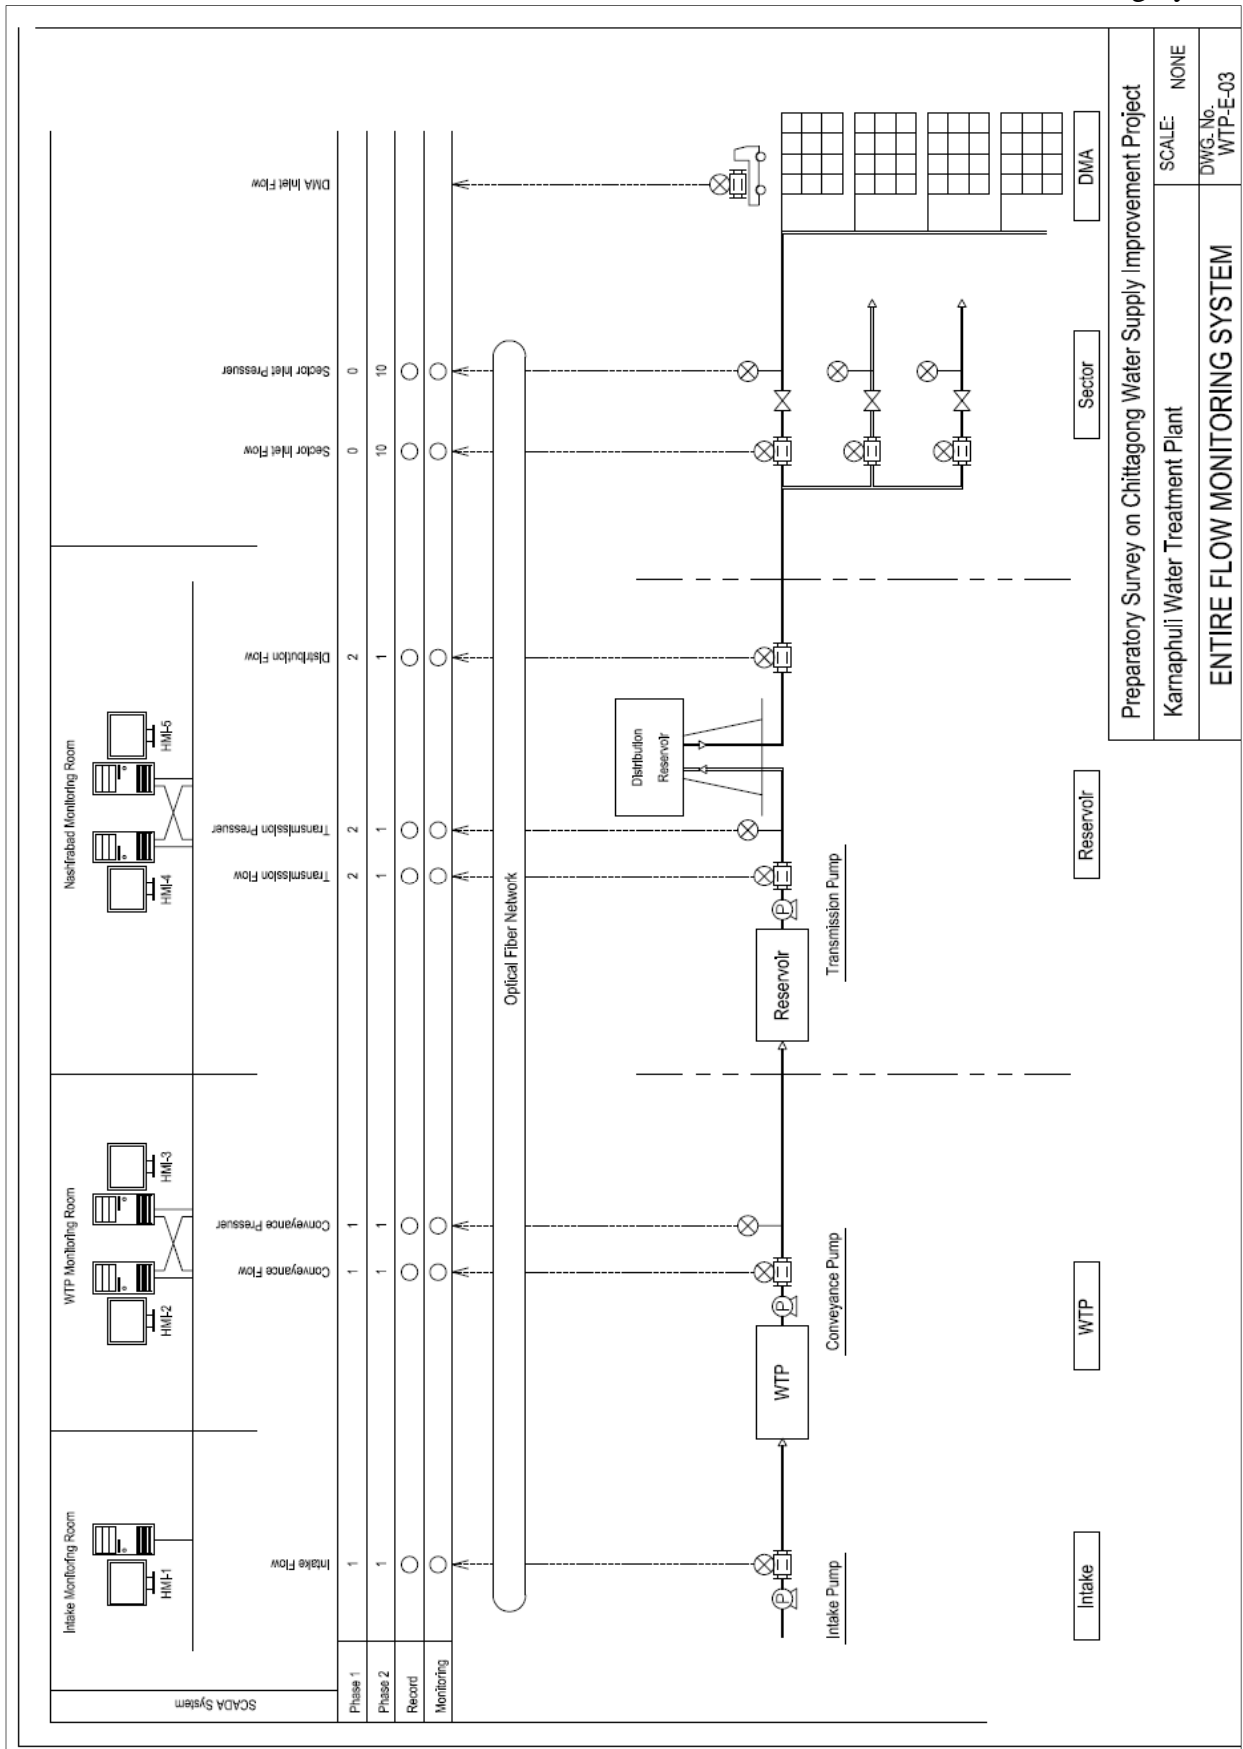 Intake Monitoring Room
HMI-1
WTP Monitoring Room
HMI-2
HMI-3
Nashirabad Monitoring Room
HMI-4
HMI-5
SCADA System
Intake Flow
Conveyance Flow
Conveyance Pressuer
Transmission Flow
Transmission Pressuer
Distribution Flow
Sector Inlet Flow
Sector Inlet Pressuer
DMA Inlet Flow
Phase 1 1 1 1 2 2 2 0 0
Phase 2 1 1 1 1 1 1 10 10
Record
Monitoring
Optical Fiber Network
Distribution
Reservoir
P
WTP
P
Reservoir
P
Intake Pump
Conveyance Pump
Transmission Pump
Intake
WTP
Reservoir
Sector
DMA
Preparatory Survey on Chittagong Water Supply Improvement Project
Karnaphuli Water Treatment Plant
SCALE: NONE
ENTIRE FLOW MONITORING SYSTEM
DWG. No.
WTP-E-03